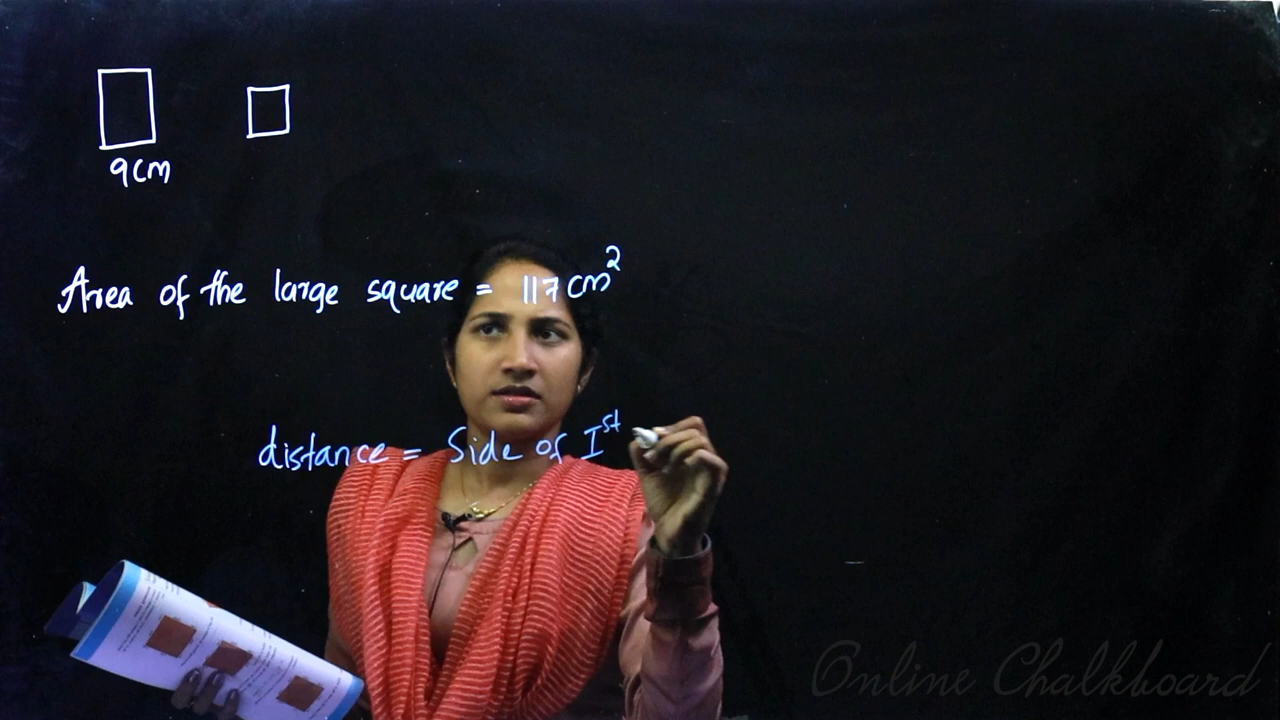 9cm
Area of the large square = 117 cm²
distance = Side of Iˢᵗ
Online Chalkboard